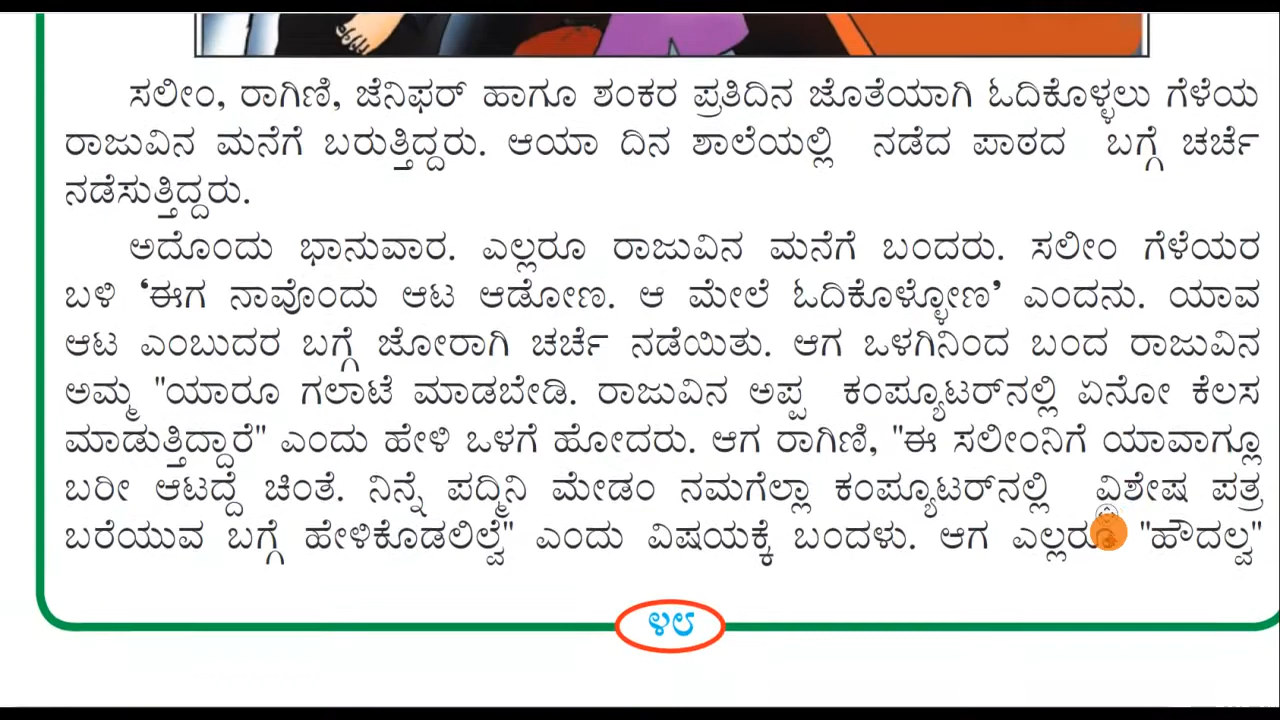 ಸಲೀಂ, ರಾಗಿಣಿ, ಜೆನಿಫರ್ ಹಾಗೂ ಶಂಕರ ಪ್ರತಿದಿನ ಜೊತೆಯಾಗಿ ಓದಿಕೊಳ್ಳಲು ಗೆಳೆಯ
ರಾಜುವಿನ ಮನೆಗೆ ಬರುತ್ತಿದ್ದರು. ಆಯಾ ದಿನ ಶಾಲೆಯಲ್ಲಿ ನಡೆದ ಪಾಠದ ಬಗ್ಗೆ ಚರ್ಚೆ
ನಡೆಸುತ್ತಿದ್ದರು.
ಅದೊಂದು ಭಾನುವಾರ. ಎಲ್ಲರೂ ರಾಜುವಿನ ಮನೆಗೆ ಬಂದರು. ಸಲೀಂ ಗೆಳೆಯರ
ಬಳಿ ‘ಈಗ ನಾವೊಂದು ಆಟ ಆಡೋಣ. ಆ ಮೇಲೆ ಓದಿಕೊಳ್ಳೋಣ’ ಎಂದನು. ಯಾವ
ಆಟ ಎಂಬುದರ ಬಗ್ಗೆ ಜೋರಾಗಿ ಚರ್ಚೆ ನಡೆಯಿತು. ಆಗ ಒಳಗಿನಿಂದ ಬಂದ ರಾಜುವಿನ
ಅಮ್ಮ "ಯಾರೂ ಗಲಾಟೆ ಮಾಡಬೇಡಿ. ರಾಜುವಿನ ಅಪ್ಪ ಕಂಪ್ಯೂಟರ್‌ನಲ್ಲಿ ಏನೋ ಕೆಲಸ
ಮಾಡುತ್ತಿದ್ದಾರೆ" ಎಂದು ಹೇಳಿ ಒಳಗೆ ಹೋದರು. ಆಗ ರಾಗಿಣಿ, "ಈ ಸಲೀಂನಿಗೆ ಯಾವಾಗ್ಲೂ
ಬರೀ ಆಟದ್ದೆ ಚಿಂತೆ. ನಿನ್ನೆ ಪದ್ಮಿನಿ ಮೇಡಂ ನಮಗೆಲ್ಲಾ ಕಂಪ್ಯೂಟರ್‌ನಲ್ಲಿ ವಿಶೇಷ ಪತ್ರ
ಬರೆಯುವ ಬಗ್ಗೆ ಹೇಳಿಕೊಡಲಿಲ್ವೆ" ಎಂದು ವಿಷಯಕ್ಕೆ ಬಂದಳು. ಆಗ ಎಲ್ಲರೂ "ಹೌದಲ್ವ"
೪೮